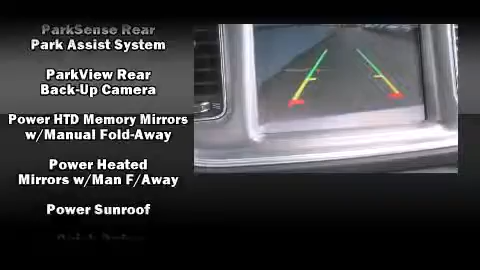 ParkSense Rear
Park Assist System
ParkView Rear
Back-Up Camera
Power HTD Memory Mirrors
w/Manual Fold-Away
Power Heated
Mirrors w/Man F/Away
Power Sunroof